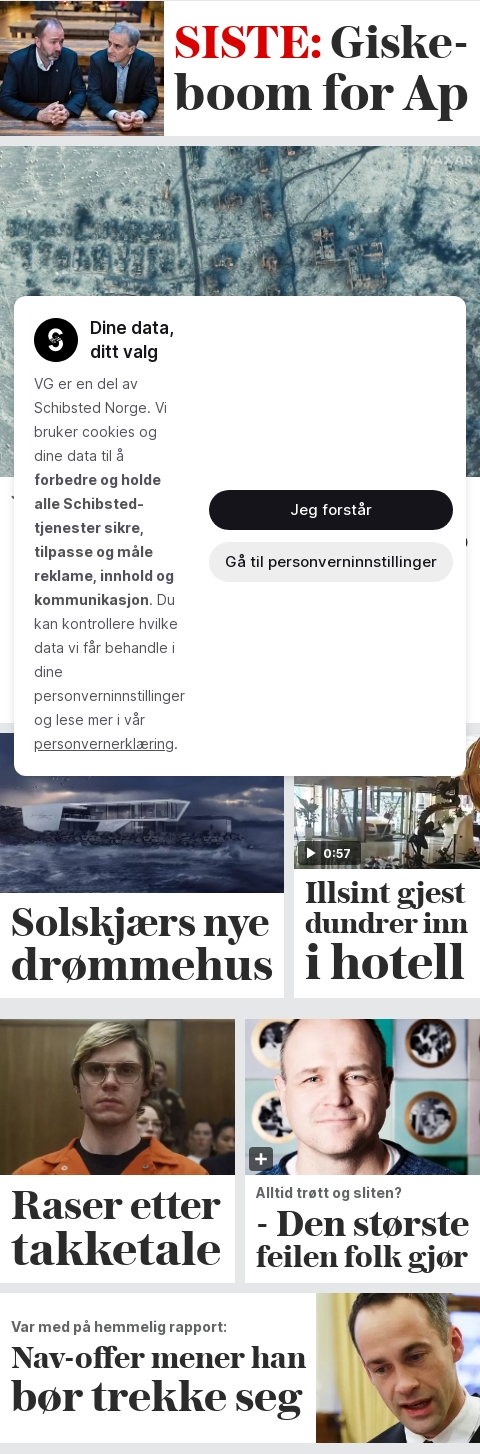 SISTE: Giske-
boom for Ap
MAXAR
Dine data,
ditt valg
VG er en del av
Schibsted Norge. Vi
bruker cookies og
dine data til å
forbedre og holde
alle Schibsted-
tjenester sikre,
tilpasse og måle
reklame, innhold og
kommunikasjon. Du
kan kontrollere hvilke
data vi får behandle i
dine
personverninnstillinger
og lese mer i vår
personvernerklæring.
Jeg forstår
Gå til personverninnstillinger
0:57
Solskjærs nye
drømmehus
Illsint gjest
dundrer inn
i hotell
Raser etter
takketale
Alltid trøtt og sliten?
- Den største
feilen folk gjør
Var med på hemmelig rapport:
Nav-offer mener han
bør trekke seg